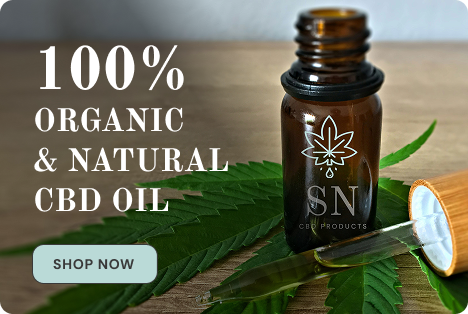 100%
ORGANIC
& NATURAL
CBD OIL
SHOP NOW
SN
CBD PRODUCTS